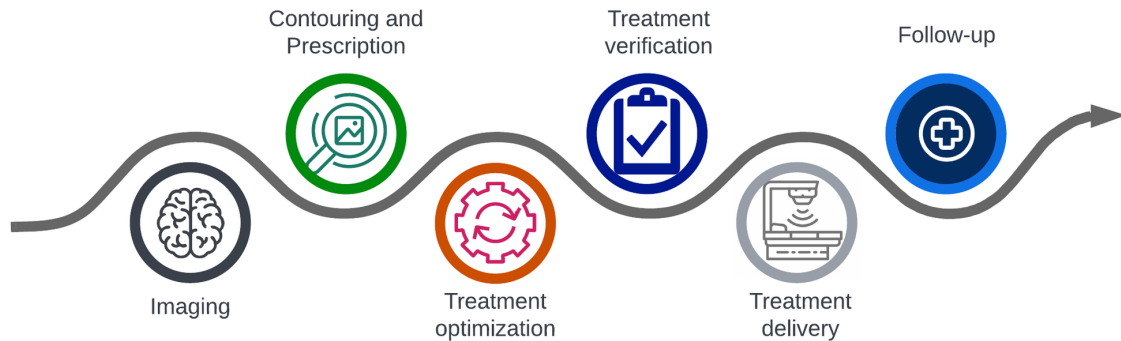 Imaging
Contouring and
Prescription
Treatment
optimization
Treatment
verification
Treatment
delivery
Follow-up